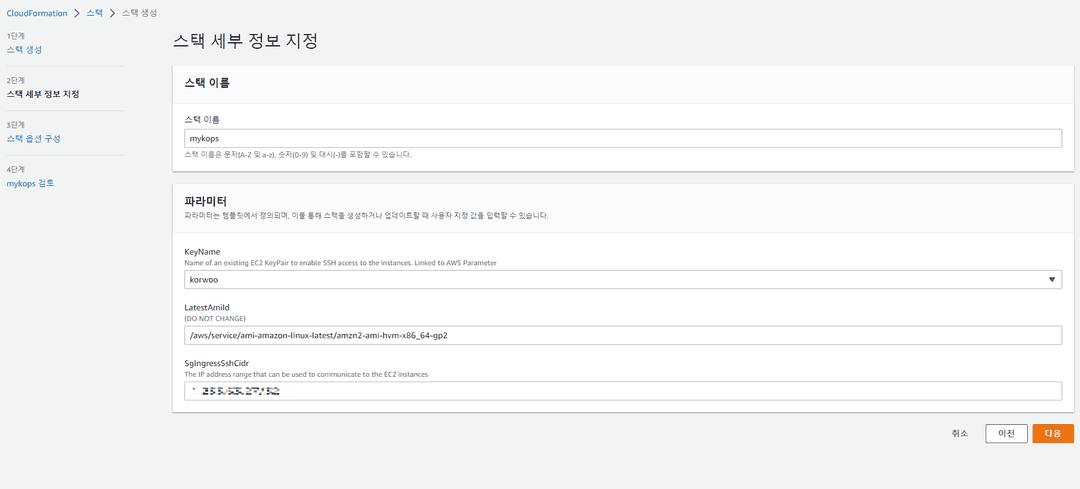 CloudFormation > 스택 > 스택 생성
1단계
스택 생성
2단계
스택 세부 정보 지정
3단계
스택 옵션 구성
4단계
mykops 검토
스택 세부 정보 지정
스택 이름
스택 이름
mykops
스택 이름은 문자(A-Z 및 a-z), 숫자(0-9) 및 대시(-)를 포함할 수 있습니다.
파라미터
파라미터는 템플릿에서 정의되며, 이를 통해 스택을 생성하거나 업데이트할 때 사용자 지정 값을 입력할 수 있습니다.
KeyName
Name of an existing EC2 KeyPair to enable SSH access to the instances. Linked to AWS Parameter
korwoo
LatestAmiId
(DO NOT CHANGE)
/aws/service/ami-amazon-linux-latest/amzn2-ami-hvm-x86_64-gp2
SgIngressSshCidr
The IP address range that can be used to communicate to the EC2 instances
취소 이전 다음